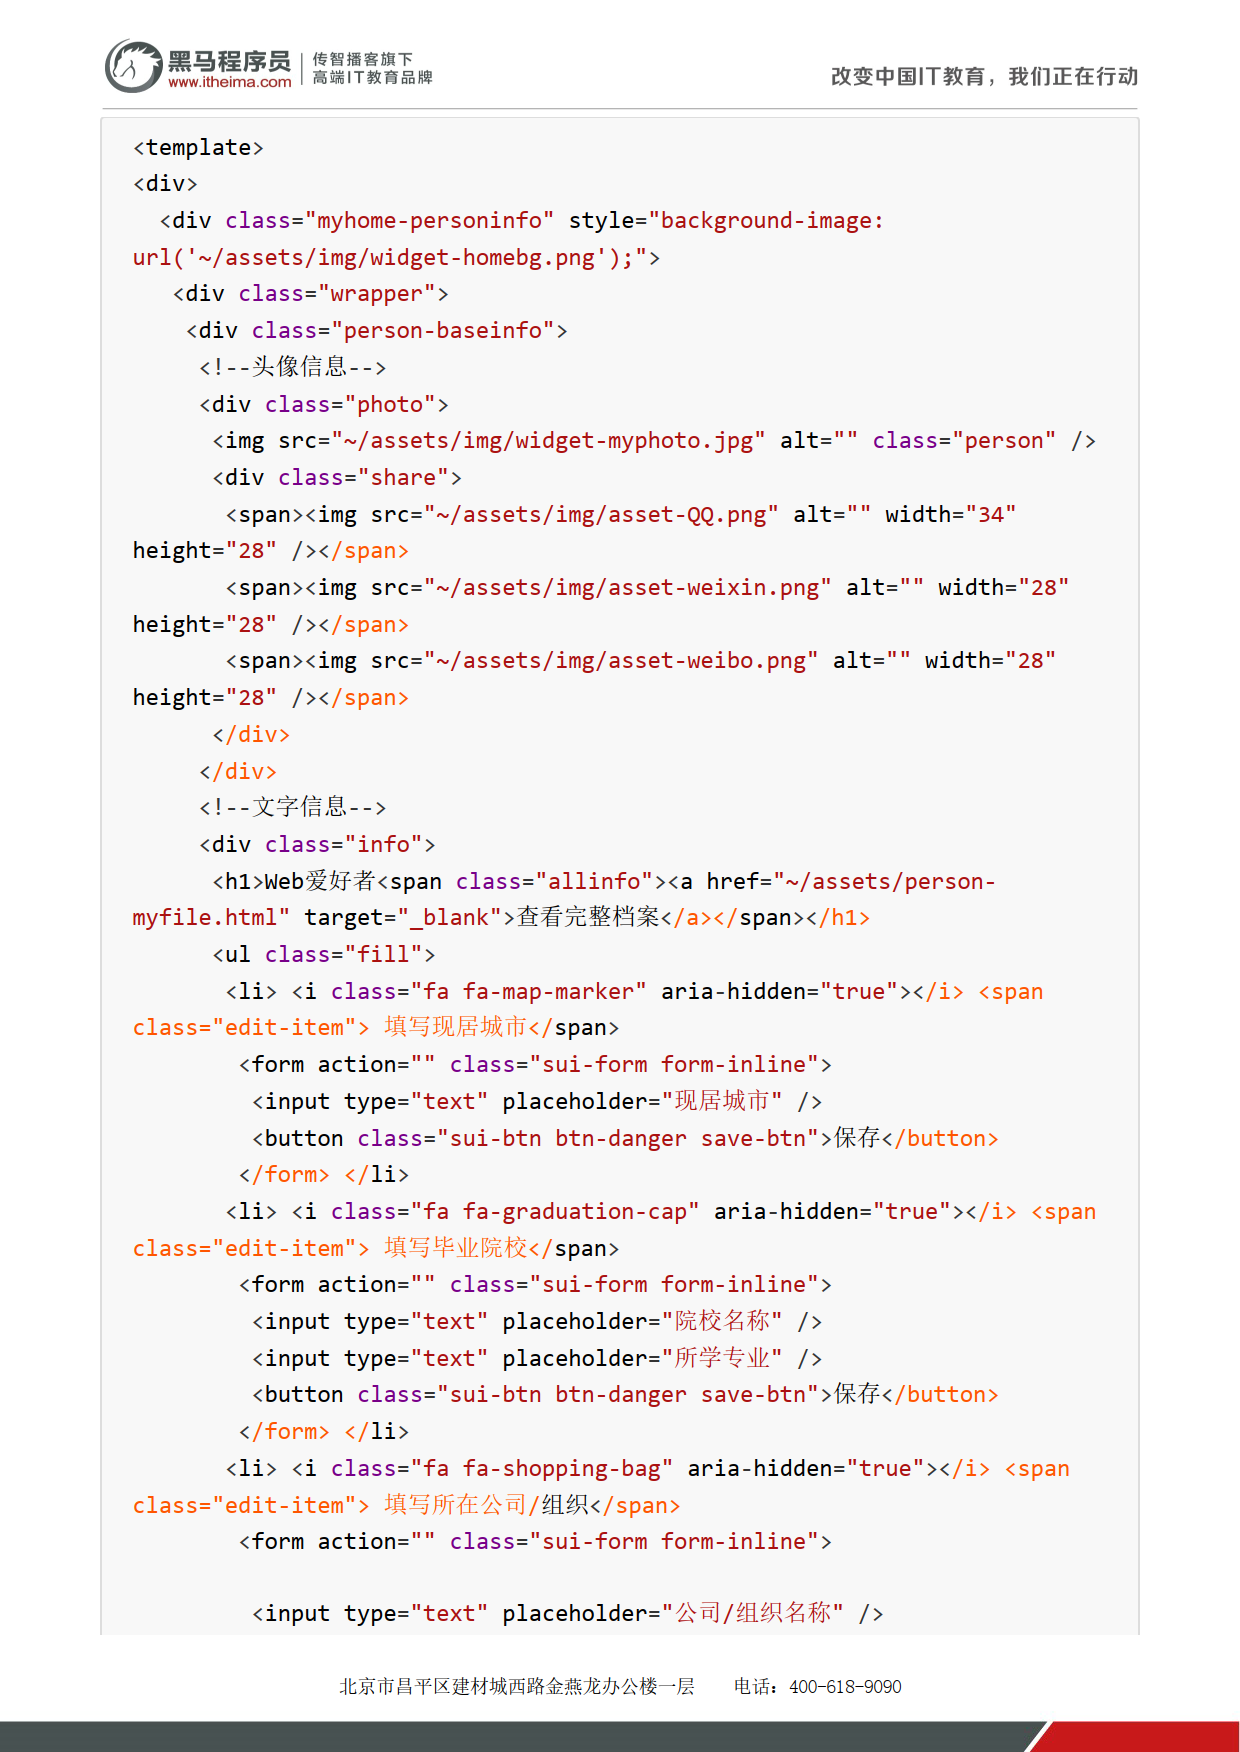 黑马程序员
www.itheima.com
传智播客旗下
高端IT教育品牌
改变中国IT教育，我们正在行动
<template>
<div>
  <div class="myhome-personinfo" style="background-image:
url('~/assets/img/widget-homebg.png');">
   <div class="wrapper">
    <div class="person-baseinfo">
     <!--头像信息-->
     <div class="photo">
      <img src="~/assets/img/widget-myphoto.jpg" alt="" class="person" />
      <div class="share">
       <span><img src="~/assets/img/asset-QQ.png" alt="" width="34"
height="28" /></span>
       <span><img src="~/assets/img/asset-weixin.png" alt="" width="28"
height="28" /></span>
       <span><img src="~/assets/img/asset-weibo.png" alt="" width="28"
height="28" /></span>
      </div>
     </div>
     <!--文字信息-->
     <div class="info">
      <h1>Web爱好者<span class="allinfo"><a href="~/assets/person-
myfile.html" target="_blank">查看完整档案</a></span></h1>
      <ul class="fill">
       <li> <i class="fa fa-map-marker" aria-hidden="true"></i> <span
class="edit-item"> 填写现居城市</span>
        <form action="" class="sui-form form-inline">
         <input type="text" placeholder="现居城市" />
         <button class="sui-btn btn-danger save-btn">保存</button>
        </form> </li>
       <li> <i class="fa fa-graduation-cap" aria-hidden="true"></i> <span
class="edit-item"> 填写毕业院校</span>
        <form action="" class="sui-form form-inline">
         <input type="text" placeholder="院校名称" />
         <input type="text" placeholder="所学专业" />
         <button class="sui-btn btn-danger save-btn">保存</button>
        </form> </li>
       <li> <i class="fa fa-shopping-bag" aria-hidden="true"></i> <span
class="edit-item"> 填写所在公司/组织</span>
        <form action="" class="sui-form form-inline">
         <input type="text" placeholder="公司/组织名称" />
北京市昌平区建材城西路金燕龙办公楼一层 电话：400-618-9090